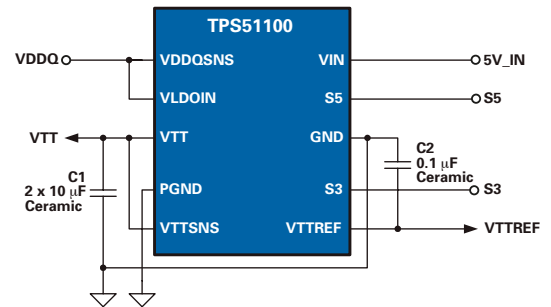 TPS51100
VDDQ
VDDQSNS
VIN
5V_IN
VLDOIN
S5
S5
VTT
VTT
GND
C2
0.1 µF
Ceramic
C1
2 x 10 µF
Ceramic
PGND
S3
S3
VTTSNS
VTTREF
VTTREF